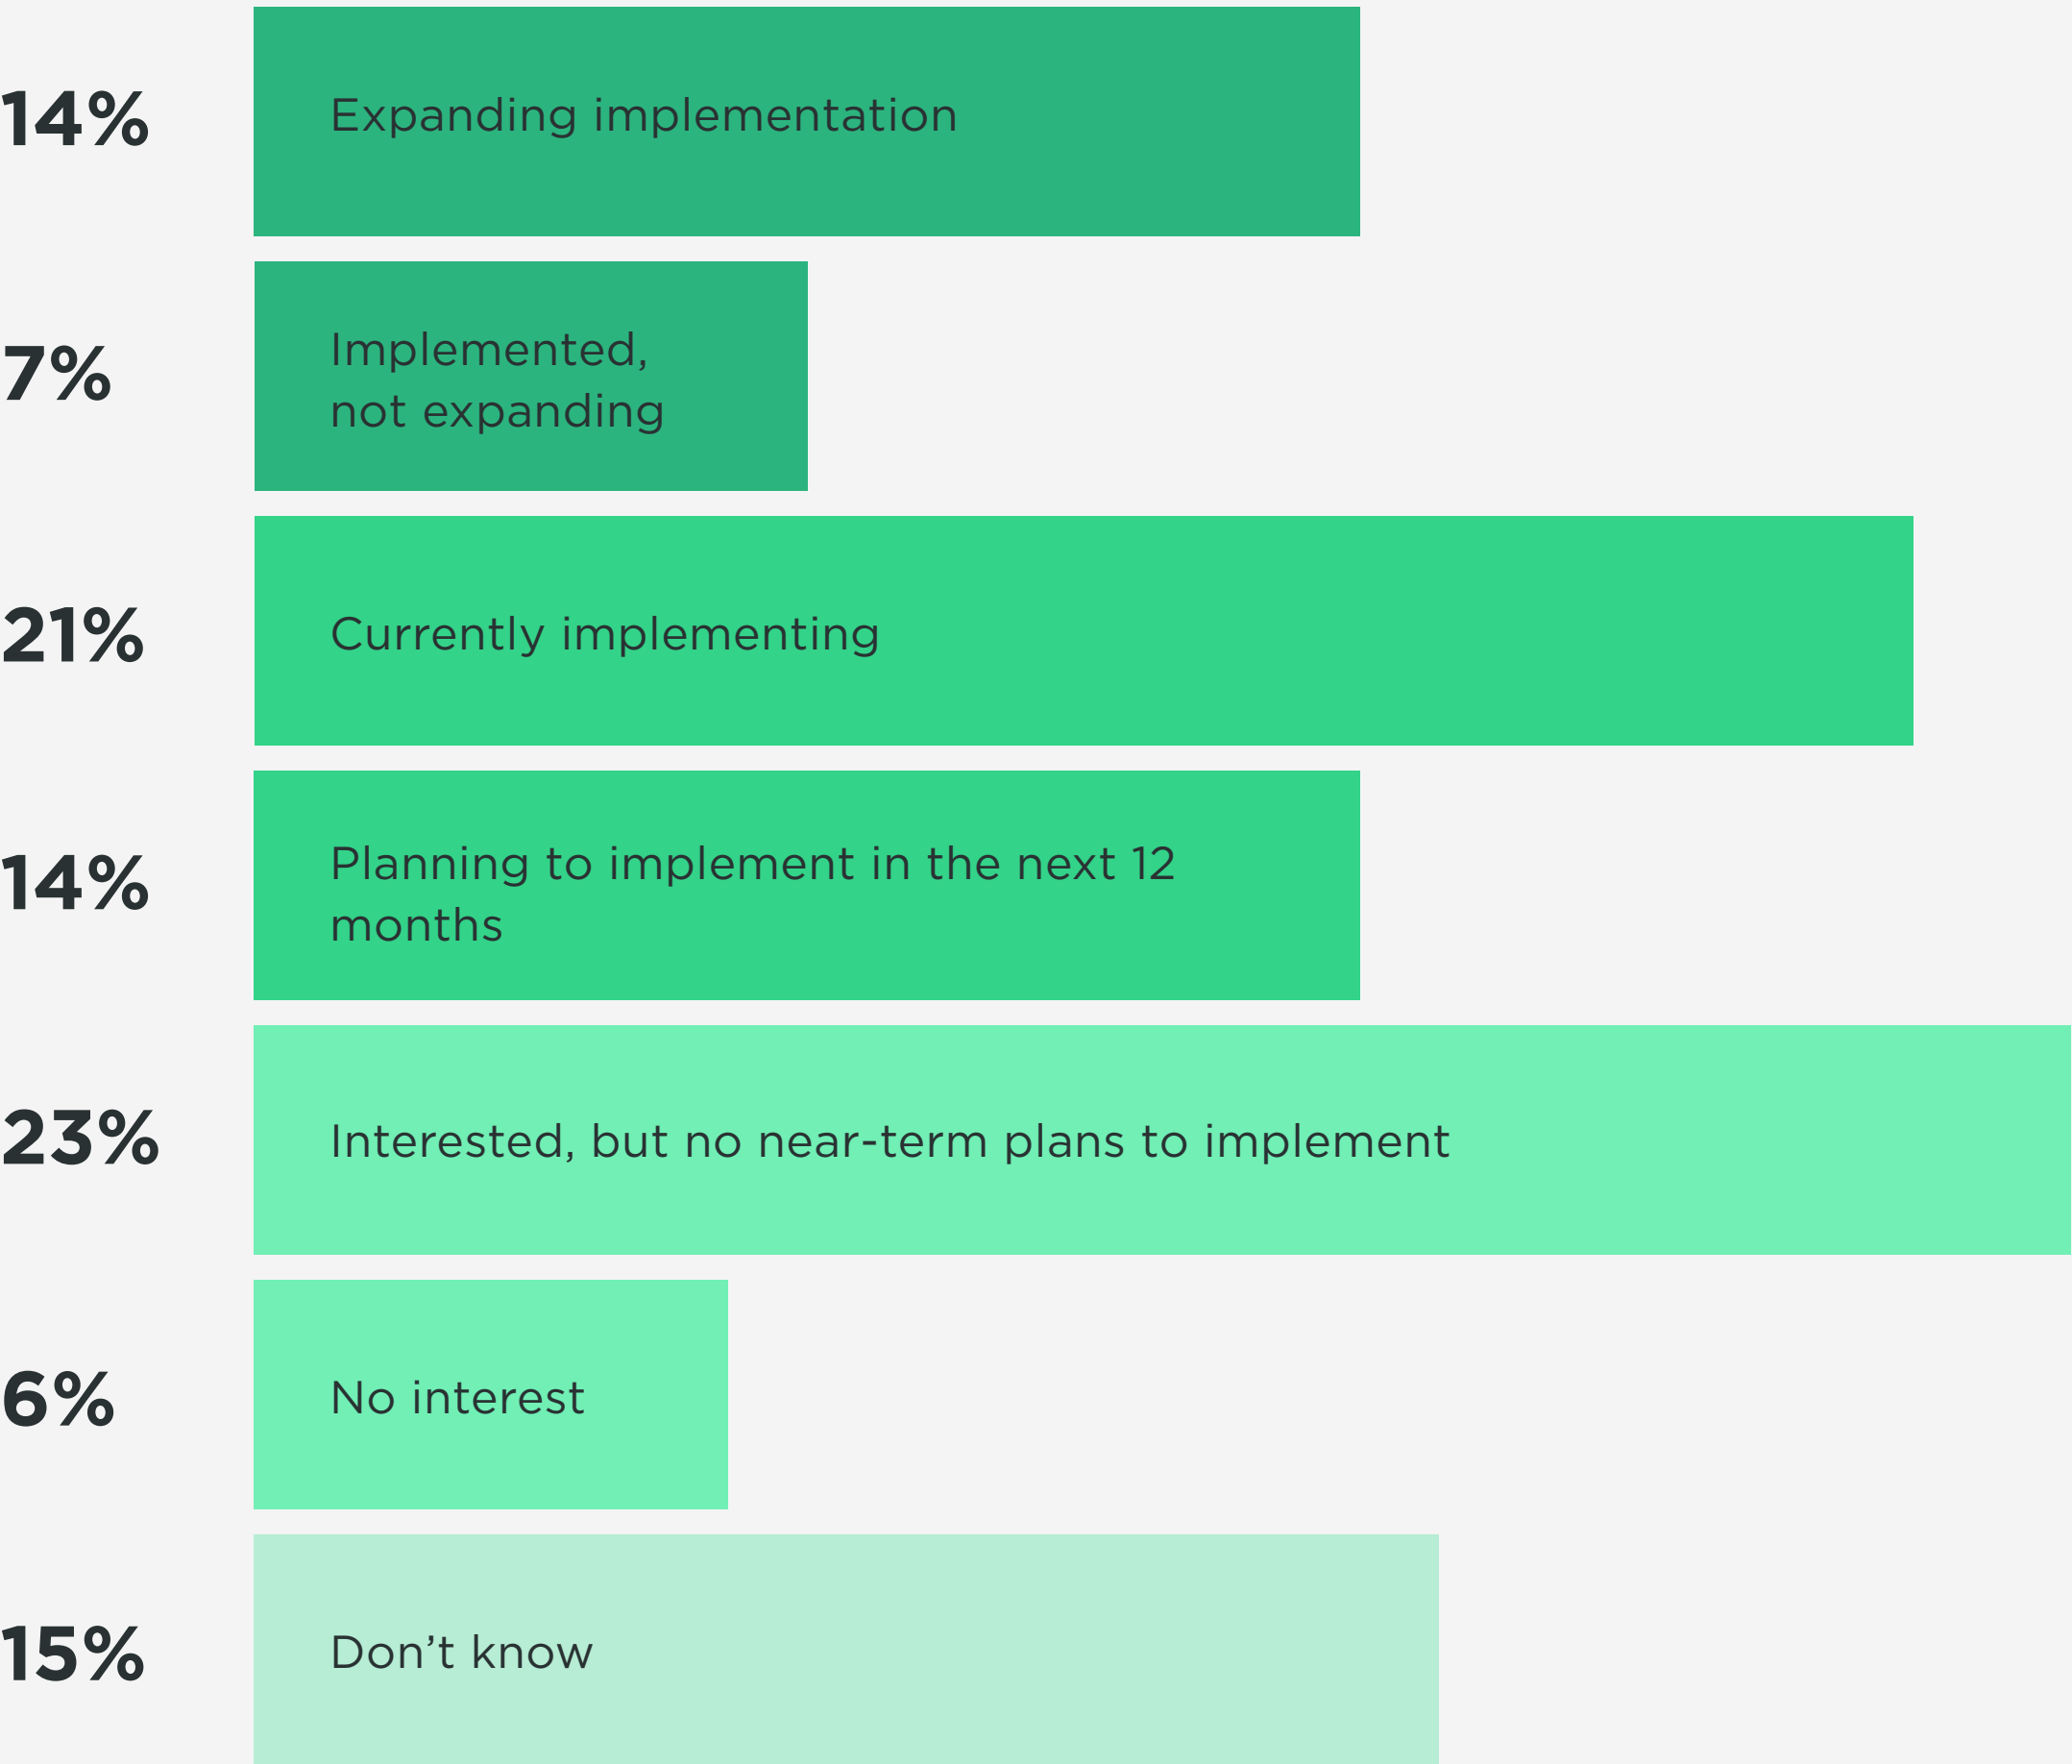 14%
Expanding implementation
7%
Implemented,
not expanding
21%
Currently implementing
14%
Planning to implement in the next 12
months
23%
Interested, but no near-term plans to implement
6%
No interest
15%
Don’t know